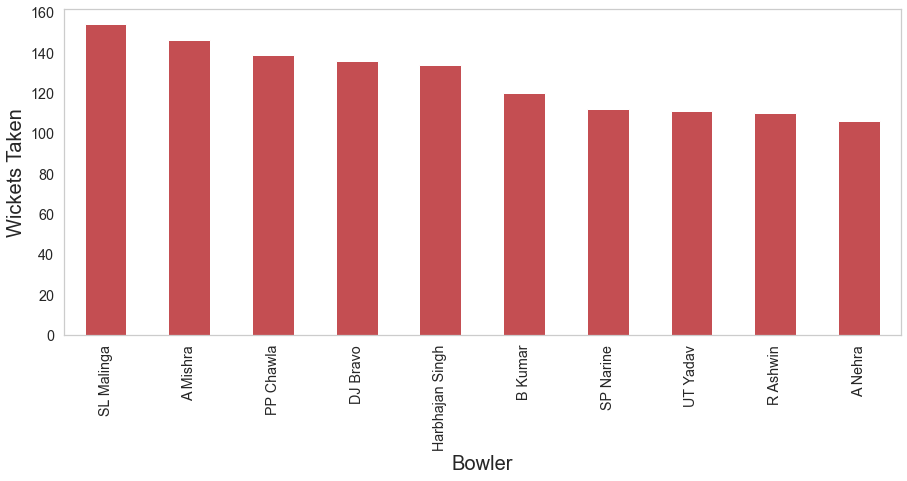 160
140
120
100
80
60
40
20
0
Wickets Taken
SL Malinga
A Mishra
PP Chawla
DJ Bravo
Harbhajan Singh
B Kumar
SP Narine
UT Yadav
R Ashwin
A Nehra
Bowler